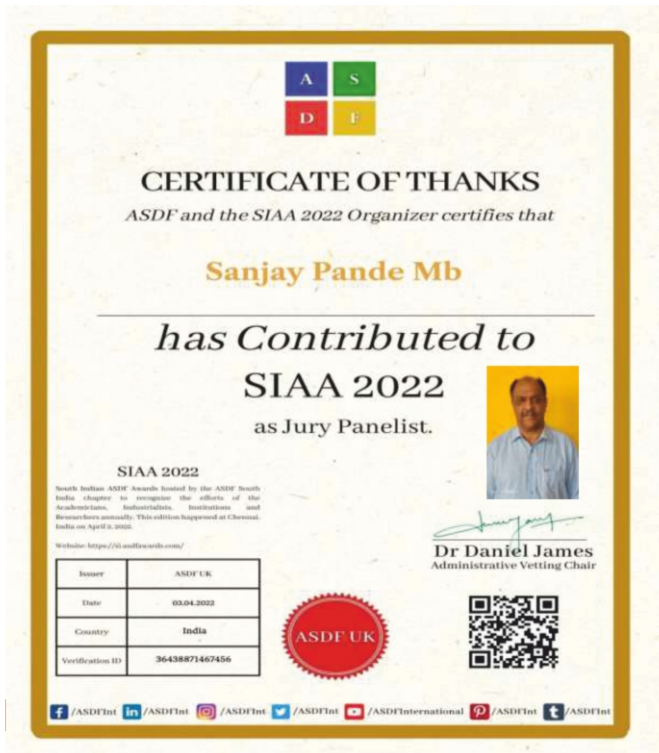 A S
D F
CERTIFICATE OF THANKS
ASDF and the SIAA 2022 Organizer certifies that
Sanjay Pande Mb
has Contributed to
SIAA 2022
as Jury Panelist.
SIAA 2022
South Indian ASDF Awards hosted by the ASDF South
India chapter to recognize the efforts of the
Academicians, Industrialists, Institutions and
Researchers annually. This edition happened at Chennai,
India on April 2, 2022.
Website: https://si.asdfawards.com/
Dr Daniel James
Administrative Vetting Chair
Issuer ASDF UK
Date 03.04.2022
Country India
Verification ID 36438871467456
ASDF UK
/ASDFInt /ASDFInt /ASDFInt /ASDFInt /ASDFInternational /ASDFInt /ASDFInt